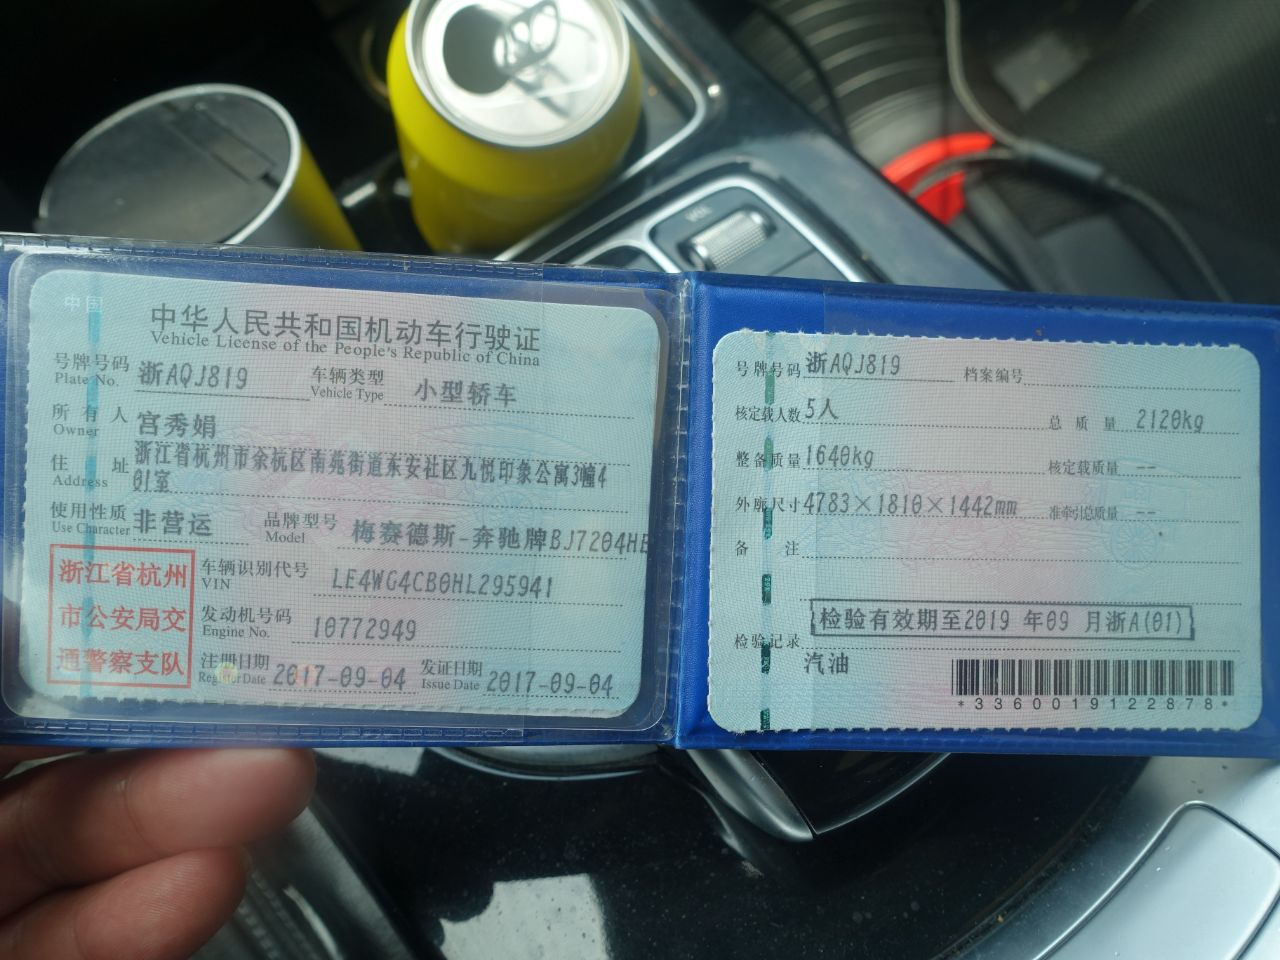 中国
中华人民共和国机动车行驶证
Vehicle License of the People's Republic of China
号牌号码 浙AQJ819 车辆类型 小型轿车
Plate No. Vehicle Type
所有人 宫秀娟
Owner
住址 浙江省杭州市余杭区南苑街道东安社区九悦印象公寓3幢4
Address 01室
使用性质 非营运 品牌型号 梅赛德斯-奔驰牌BJ7204HE
Use Character Model
浙江省杭州
市公安局交
通警察支队
车辆识别代号 LE4WG4CB0HL295941
VIN
发动机号码 10772949
Engine No.
注册日期 2017-09-04 发证日期 2017-09-04
Register Date Issue Date
号牌号码 浙AQJ819 档案编号
核定载人数 5人 总质量 2120kg
整备质量 1640kg 核定载质量 --
外廓尺寸 4783×1810×1442mm 准牵引总质量 --
备注
检验记录 检验有效期至2019 年09 月浙A(01)
汽油
*3360019122878*
VOL